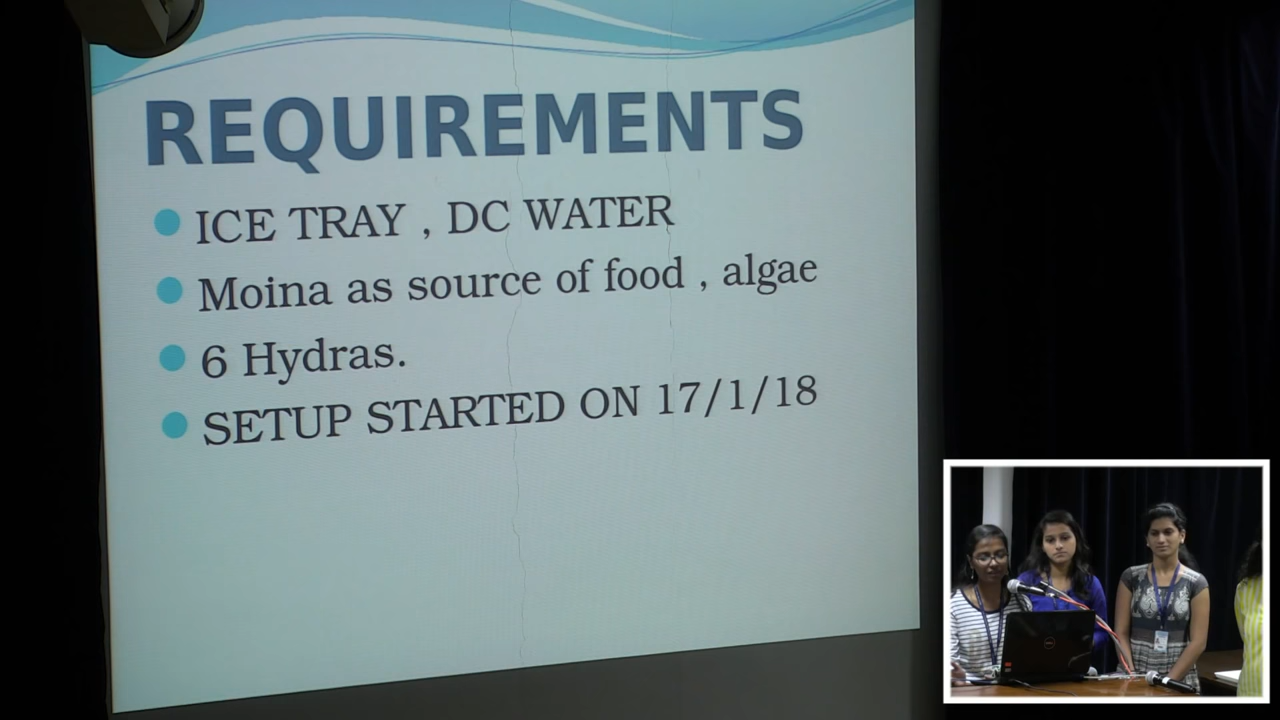 REQUIREMENTS
ICE TRAY , DC WATER
Moina as source of food , algae
6 Hydras.
SETUP STARTED ON 17/1/18